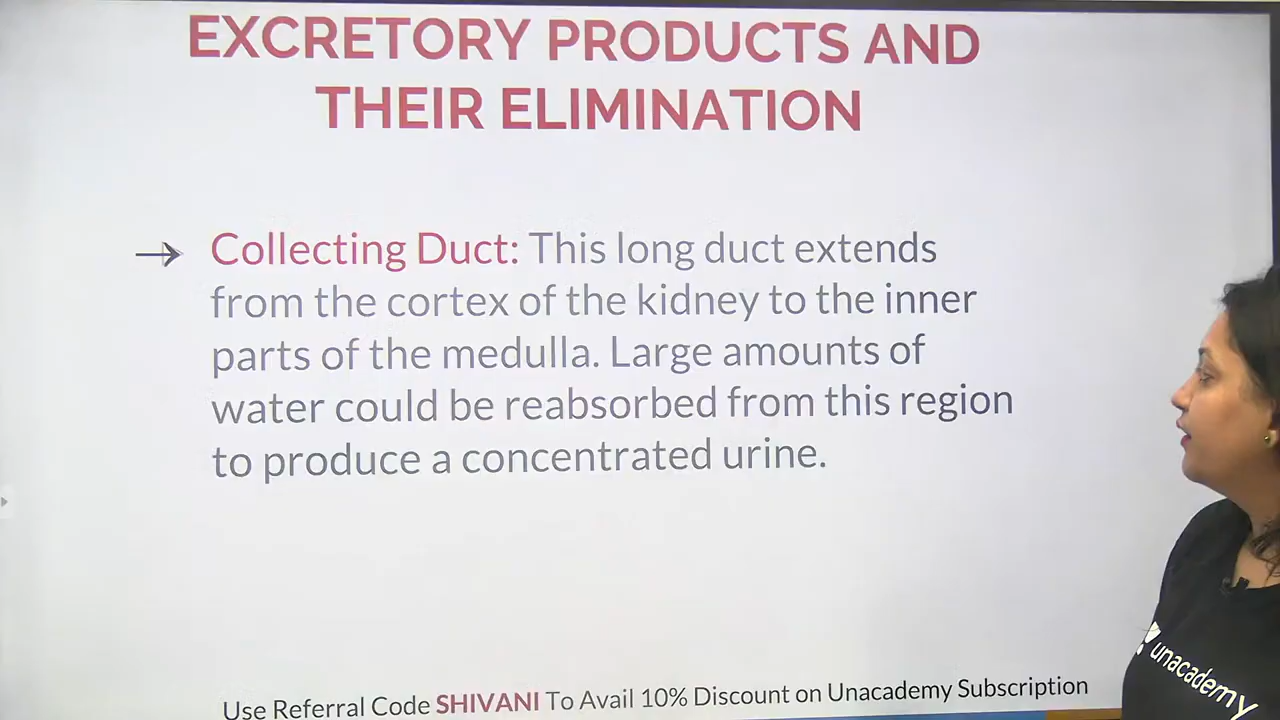 EXCRETORY PRODUCTS AND
THEIR ELIMINATION
→ Collecting Duct: This long duct extends
from the cortex of the kidney to the inner
parts of the medulla. Large amounts of
water could be reabsorbed from this region
to produce a concentrated urine.
unacademy
Use Referral Code SHIVANI To Avail 10% Discount on Unacademy Subscription